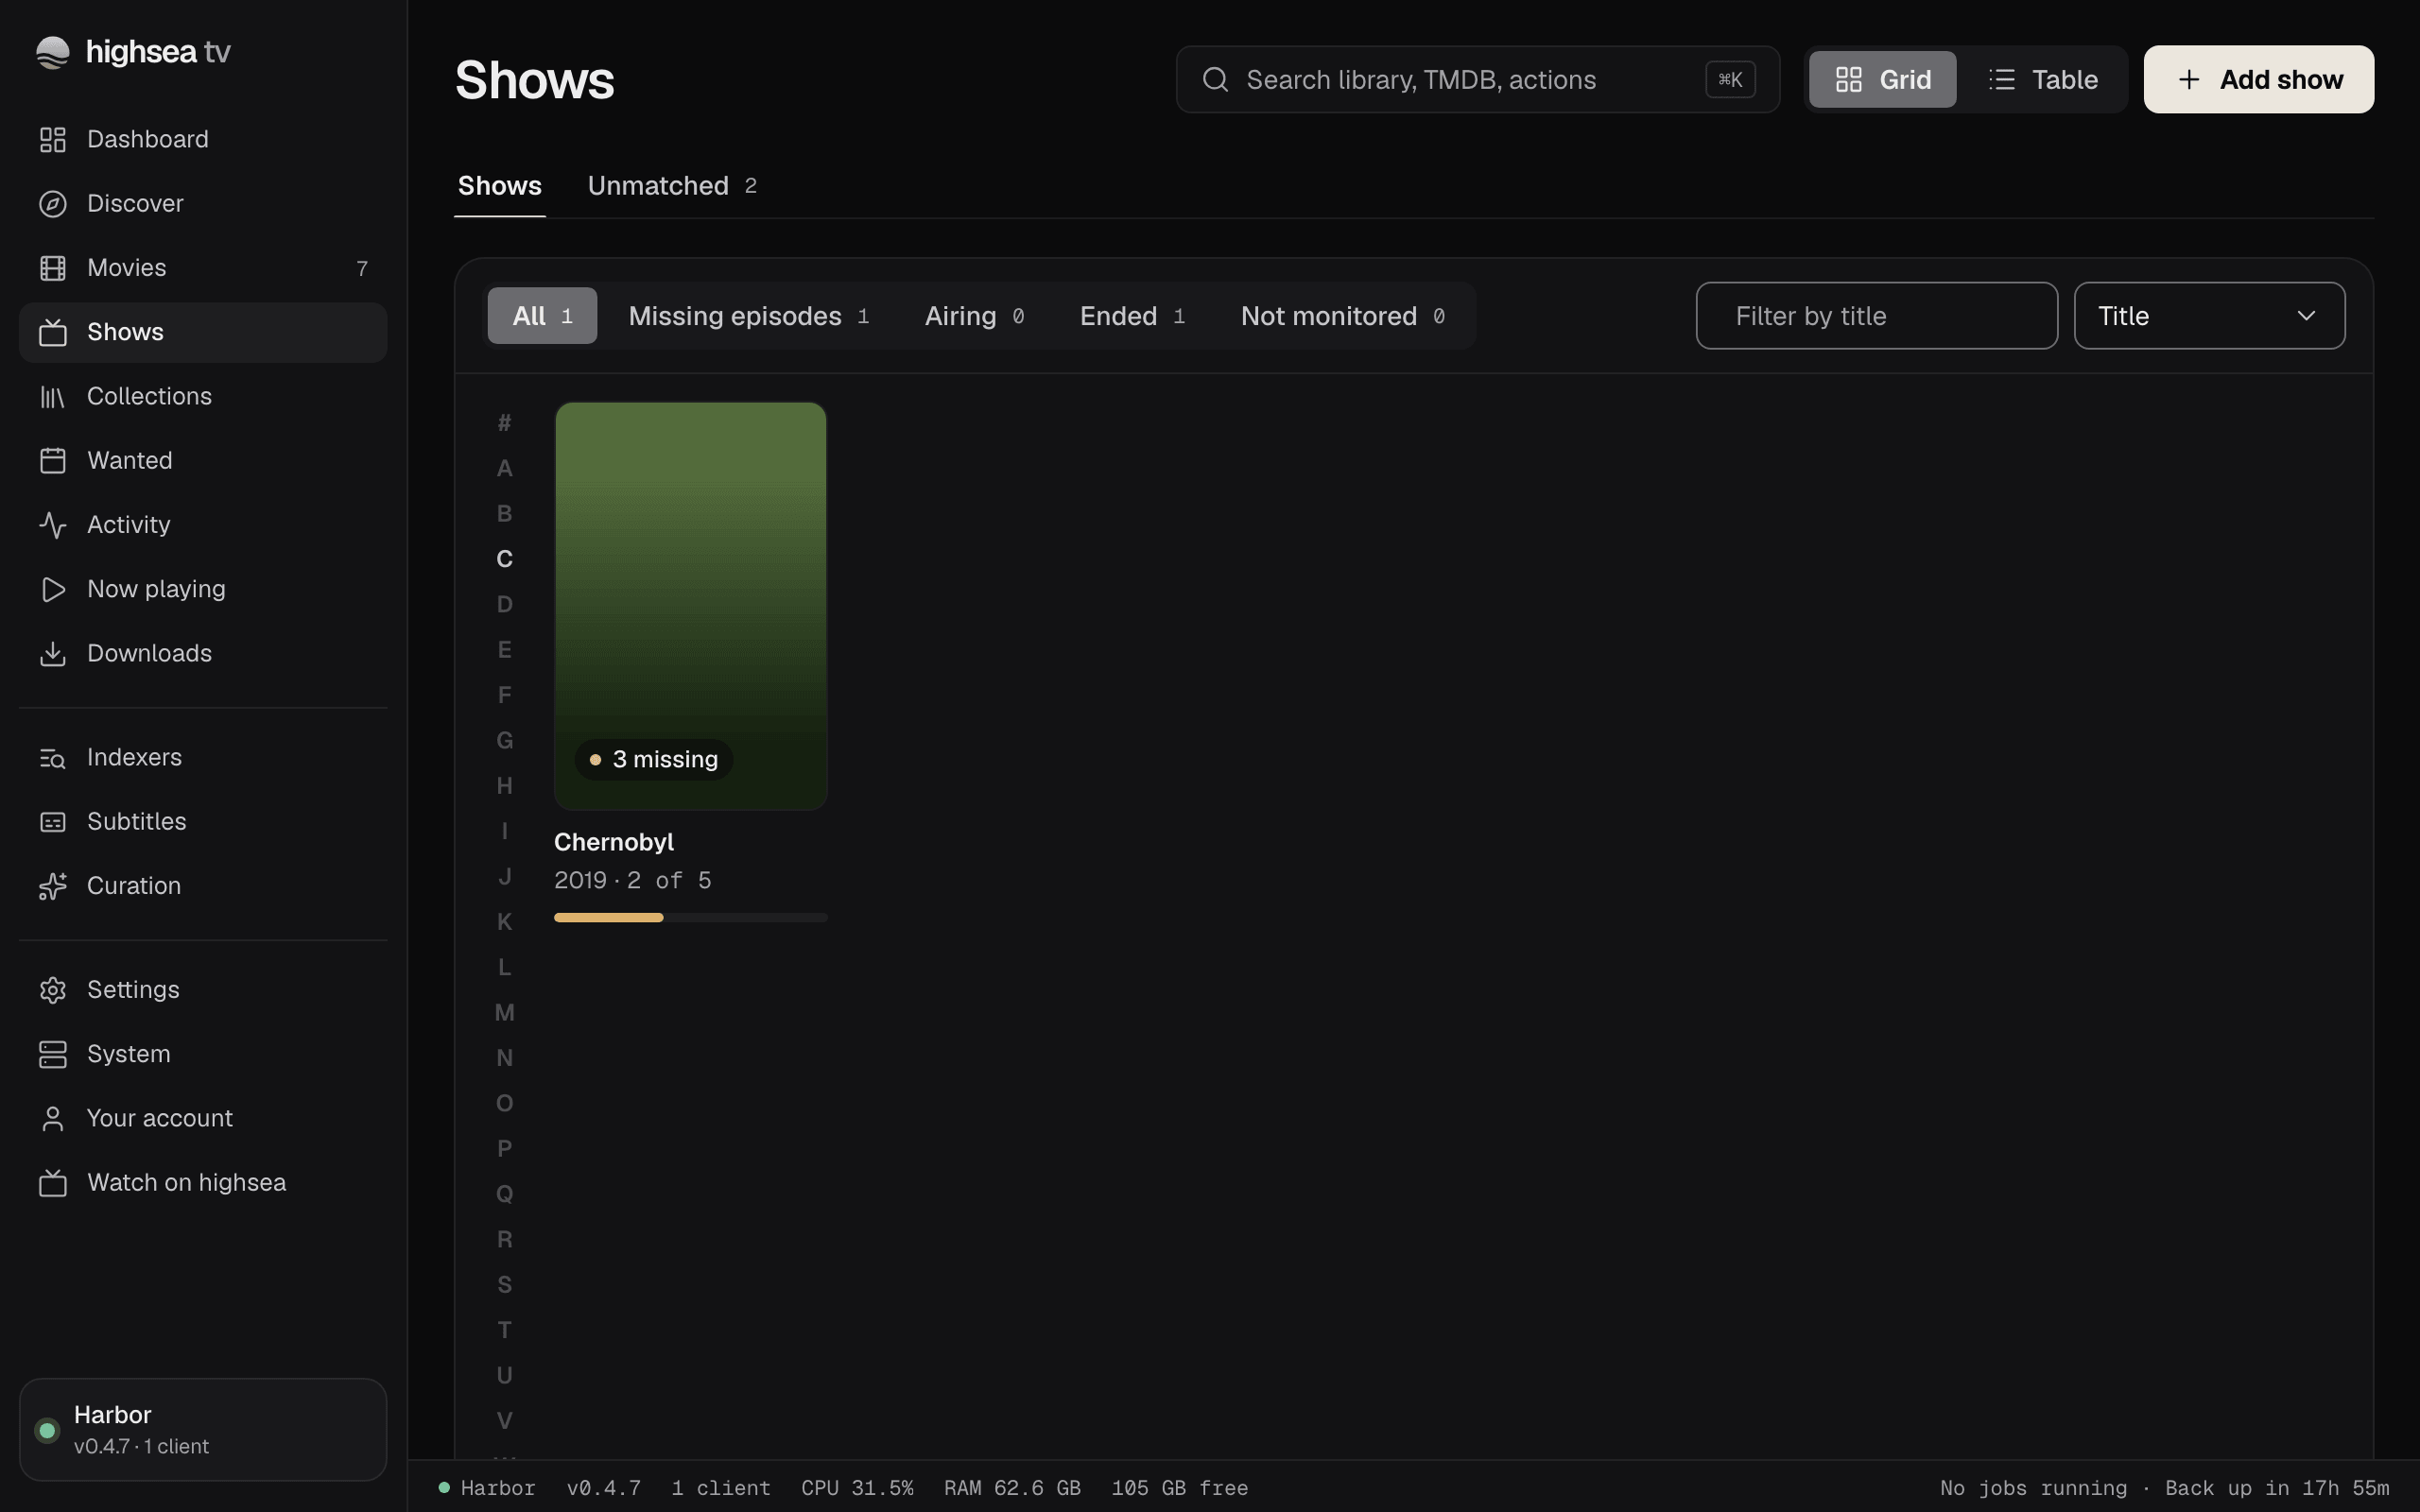 highsea tv
Dashboard
Discover
Movies 7
Shows
Collections
Wanted
Activity
Now playing
Downloads
Indexers
Subtitles
Curation
Settings
System
Your account
Watch on highsea
Harbor
v0.4.7 · 1 client
Shows
Search library, TMDB, actions ⌘K
Grid
Table
+ Add show
Shows
Unmatched 2
All 1
Missing episodes 1
Airing 0
Ended 1
Not monitored 0
Filter by title
Title
#
A
B
C
D
E
F
G
H
I
J
K
L
M
N
O
P
Q
R
S
T
U
V
3 missing
Chernobyl
2019 · 2 of 5
Harbor v0.4.7 1 client CPU 31.5% RAM 62.6 GB 105 GB free
No jobs running · Back up in 17h 55m